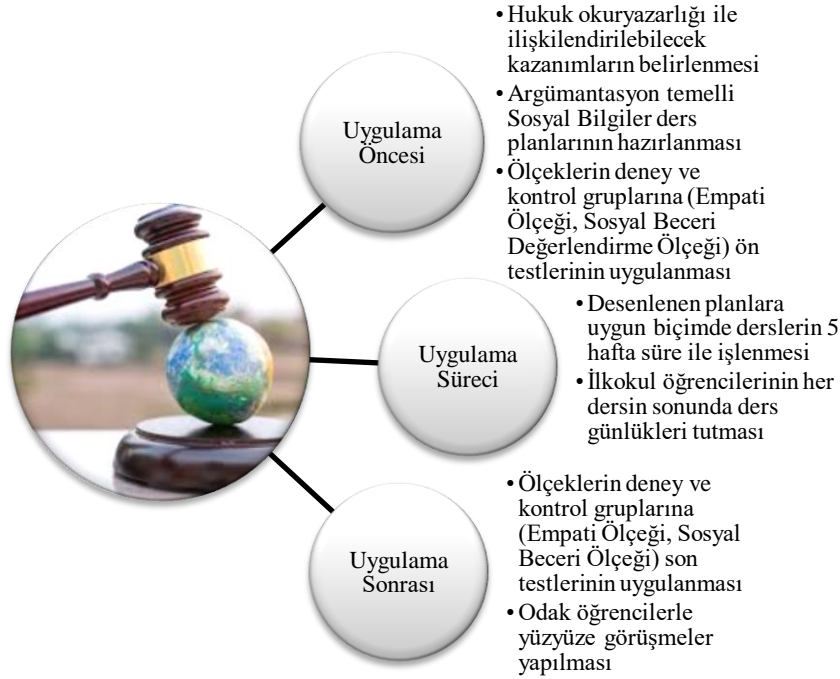 Uygulama
Öncesi
• Hukuk okuryazarlığı ile
ilişkilendirilebilecek
kazanımların belirlenmesi
• Argümantasyon temelli
Sosyal Bilgiler ders
planlarının hazırlanması
• Ölçeklerin deney ve
kontrol gruplarına (Empati
Ölçeği, Sosyal Beceri
Değerlendirme Ölçeği) ön
testlerinin uygulanması
Uygulama
Süreci
• Desenlenen planlara
uygun biçimde derslerin 5
hafta süre ile işlenmesi
• İlkokul öğrencilerinin her
dersin sonunda ders
günlükleri tutması
Uygulama
Sonrası
• Ölçeklerin deney ve
kontrol gruplarına
(Empati Ölçeği, Sosyal
Beceri Ölçeği) son
testlerinin uygulanması
• Odak öğrencilerle
yüzyüze görüşmeler
yapılması